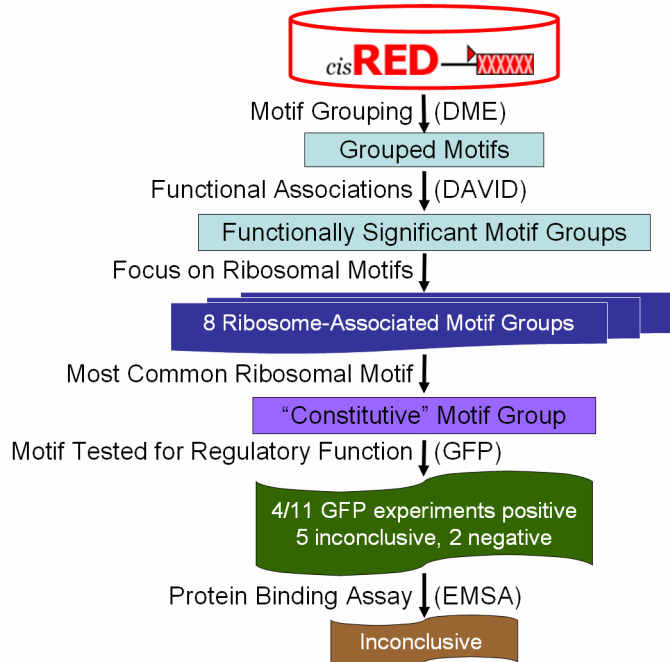 cisRED XXXXXX
Motif Grouping (DME)
Grouped Motifs
Functional Associations (DAVID)
Functionally Significant Motif Groups
Focus on Ribosomal Motifs
8 Ribosome-Associated Motif Groups
Most Common Ribosomal Motif
“Constitutive” Motif Group
Motif Tested for Regulatory Function (GFP)
4/11 GFP experiments positive
5 inconclusive, 2 negative
Protein Binding Assay (EMSA)
Inconclusive